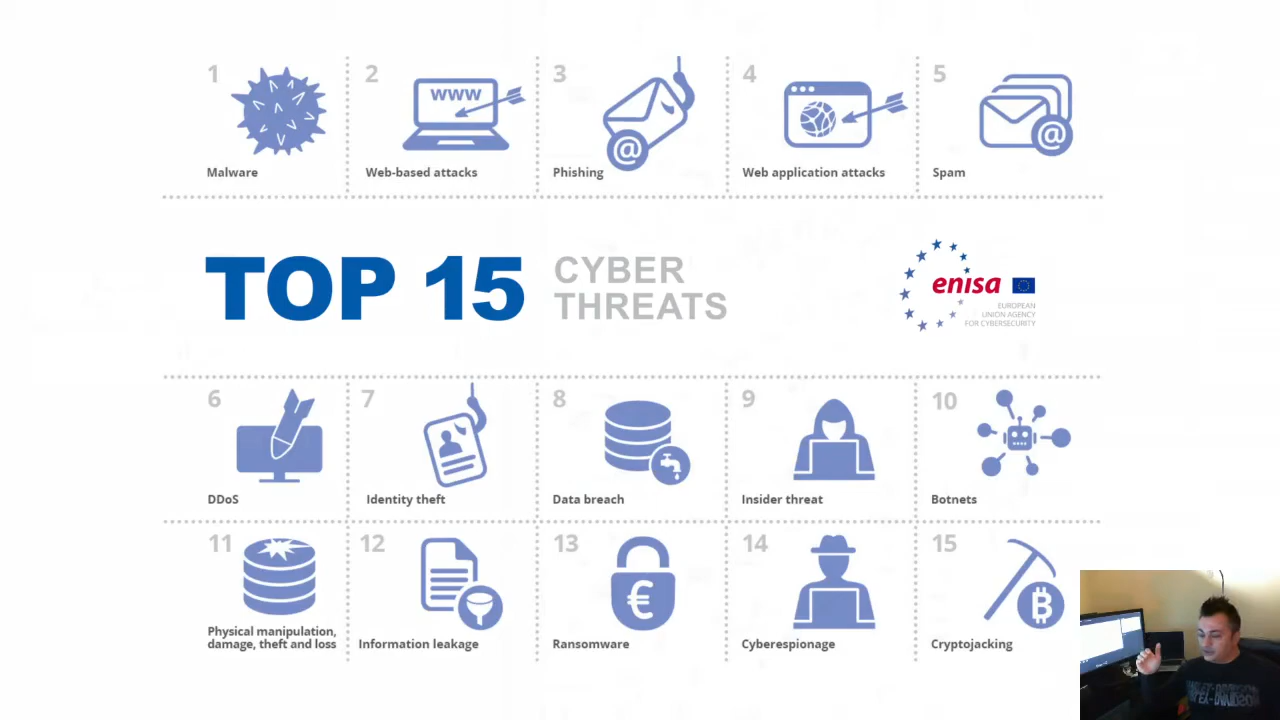 1
2
3
4
5
WWW
@
@
Malware
Web-based attacks
Phishing
Web application attacks
Spam
TOP 15
CYBER
THREATS
enisa
EUROPEAN
UNION AGENCY
FOR CYBERSECURITY
6
7
8
9
10
DDoS
Identity theft
Data breach
Insider threat
Botnets
11
12
13
14
15
€
Physical manipulation,
damage, theft and loss
Information leakage
Ransomware
Cyberespionage
Cryptojacking
HARLEY-DAVIDSON